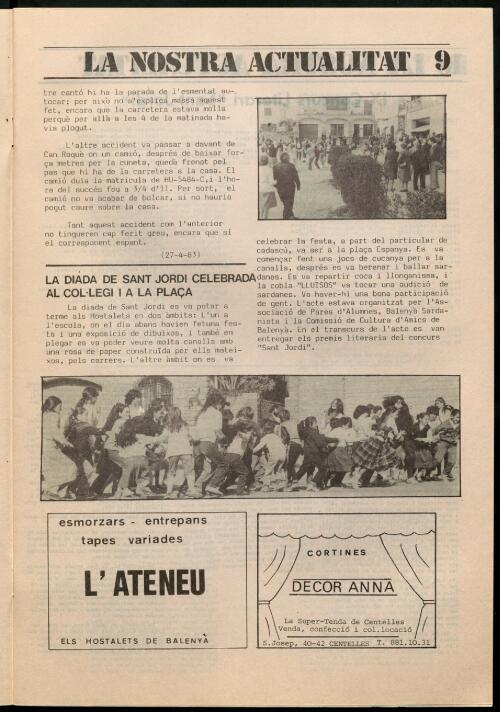 LA NOSTRA ACTUALITAT 9
tre cantó hi ha la parada de l'esmentat au-
tocar; per això no s'explica massa aquest
fet, encara que la carretera estava molla
perquè per allà a les 4 de la matinada ha-
via plogut.
L'altre accident va passar a davant de
Can Roquè on un camió, després de baixar for-
ça metres per la cuneta, quedà frenat pel
pas que hi ha de la carretera a la casa. El
camió duia la matrícula de HU-5484-C,i l'ho-
ra del succés fou a 3/4 d'11. Per sort, el
camió no va acabar de bolcar, si no hauria
pogut caure sobre la casa.
Tant aquest accident com l'anterior
no tingueren cap ferit greu, encara que sí
el corresponent espant.
(27-4-83)
LA DIADA DE SANT JORDI CELEBRADA
AL COL·LEGI I A LA PLAÇA
La diada de Sant Jordi es va portar a
terme als Hostalets en dos àmbits: L'un a
l'escola, on el dia abans havien fet una fes-
ta i una exposició de dibuixos, i també en
plegar es va poder veure molta canalla amb
una rosa de paper construïda per ells matei-
xos, pels carrers. L'altre àmbit on es va
celebrar la festa, a part del particular de
cadascú, va ser a la plaça Espanya. Es va
començar fent uns jocs de cucanya per a la
canalla, després es va berenar i ballar sar-
danes. Es va repartir coca i llonganissa, i
la cobla "LLUÏSOS" va tocar una audició de
sardanes. Va haver-hi una bona participació
de gent. L'acte estava organitzat per l'As-
sociació de Pares d'Alumnes, Balenyà Sarda-
nista i la Comissió de Cultura d'Amics de
Balenyà. En el transcurs de l'acte es van
entregar els premis literaris del concurs
"Sant Jordi".
esmorzars - entrepans
tapes variades
L'ATENEU
ELS HOSTALETS DE BALENYÀ
CORTINES
DECOR ANNA
La Super-Tenda de Centelles
Venda, confecció i col.locació
S.Josep, 40-42 CENTELLES T. 881.10.31